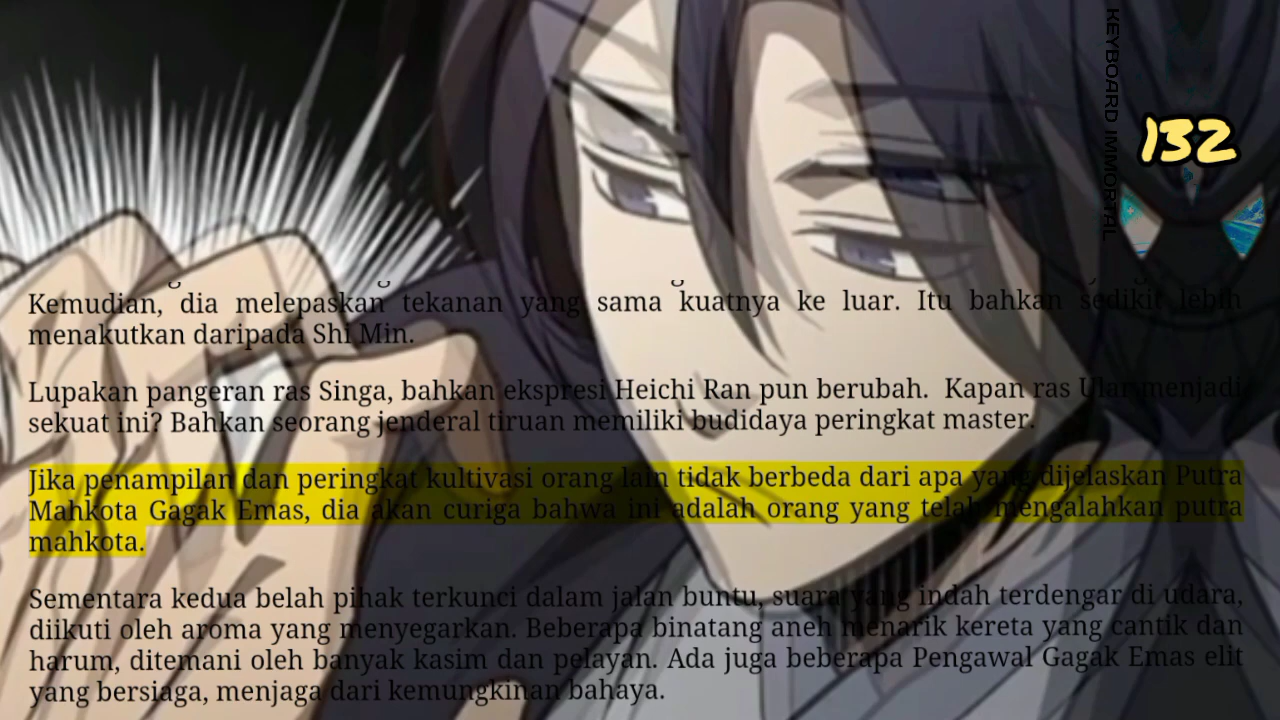 KEYBOARD IMMORTAL
132
Kemudian, dia melepaskan tekanan yang sama kuatnya ke luar. Itu bahkan sedikit lebih
menakutkan daripada Shi Min.
Lupakan pangeran ras Singa, bahkan ekspresi Heichi Ran pun berubah. Kapan ras Ular menjadi
sekuat ini? Bahkan seorang jenderal tiruan memiliki budidaya peringkat master.
Jika penampilan dan peringkat kultivasi orang lain tidak berbeda dari apa yang dijelaskan Putra
Mahkota Gagak Emas, dia akan curiga bahwa ini adalah orang yang telah mengalahkan putra
mahkota.
Sementara kedua belah pihak terkunci dalam jalan buntu, suara yang indah terdengar di udara,
diikuti oleh aroma yang menyegarkan. Beberapa binatang aneh menarik kereta yang cantik dan
harum, ditemani oleh banyak kasim dan pelayan. Ada juga beberapa Pengawal Gagak Emas elit
yang bersiaga, menjaga dari kemungkinan bahaya.